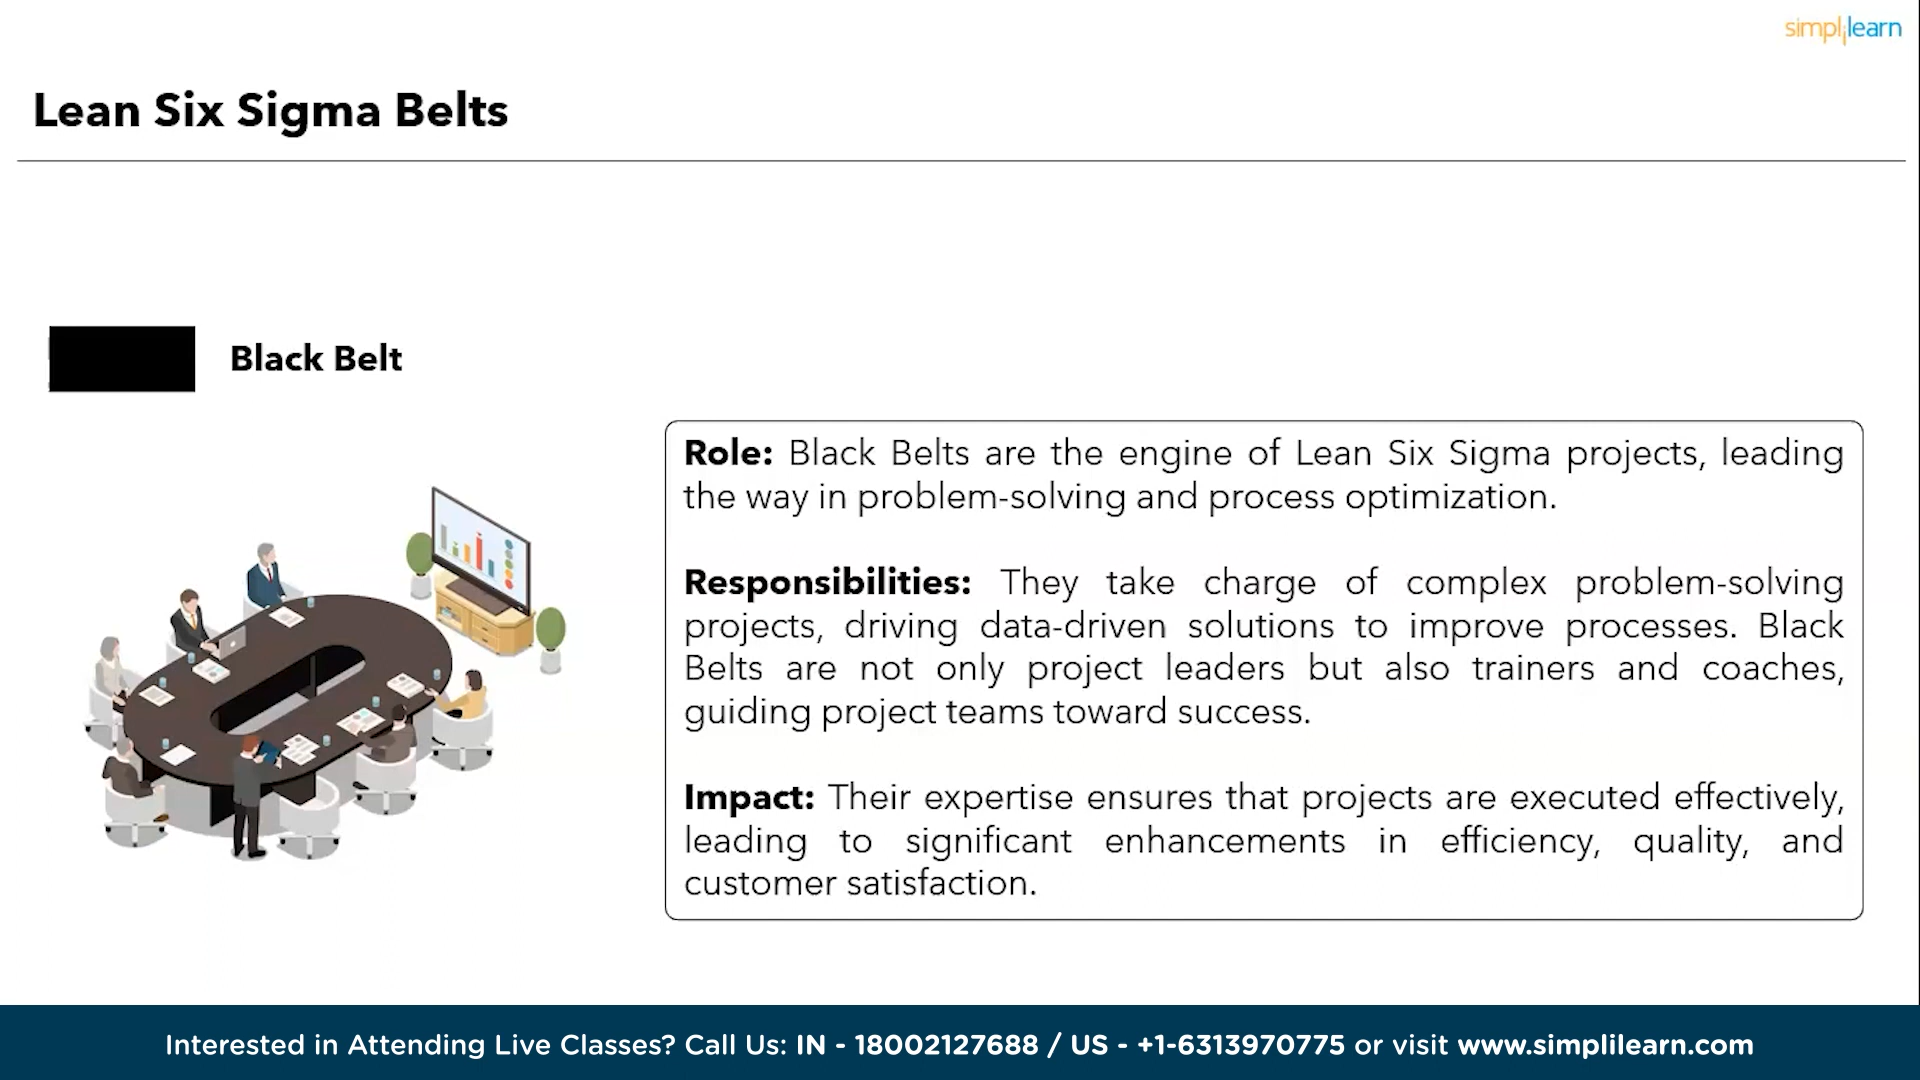 simplilearn
Lean Six Sigma Belts
Black Belt
Role: Black Belts are the engine of Lean Six Sigma projects, leading
the way in problem-solving and process optimization.
Responsibilities: They take charge of complex problem-solving
projects, driving data-driven solutions to improve processes. Black
Belts are not only project leaders but also trainers and coaches,
guiding project teams toward success.
Impact: Their expertise ensures that projects are executed effectively,
leading to significant enhancements in efficiency, quality, and
customer satisfaction.
Interested in Attending Live Classes? Call Us: IN - 18002127688 / US - +1-6313970775 or visit www.simplilearn.com